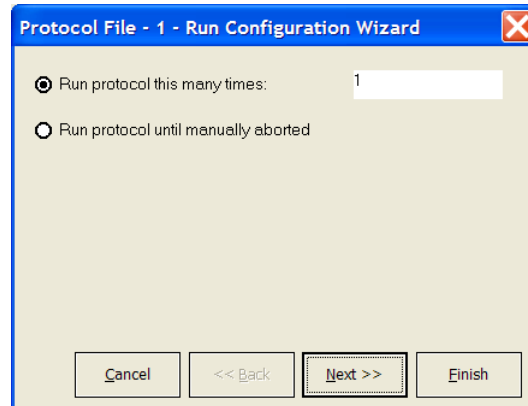 Protocol File - 1 - Run Configuration Wizard
Run protocol this many times: 1
Run protocol until manually aborted
Cancel << Back Next >> Finish